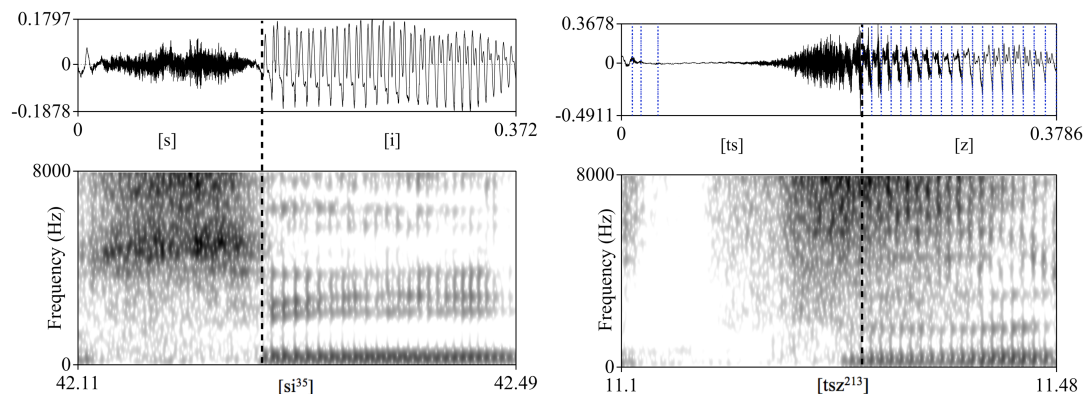 0.1797
0
-0.1878
0
0.372
[s]
[i]
8000
Frequency (Hz)
0
42.11
42.49
[si³⁵]
0.3678
0
-0.4911
0
0.3786
[ts]
[z]
8000
Frequency (Hz)
0
11.1
11.48
[tsz²¹³]